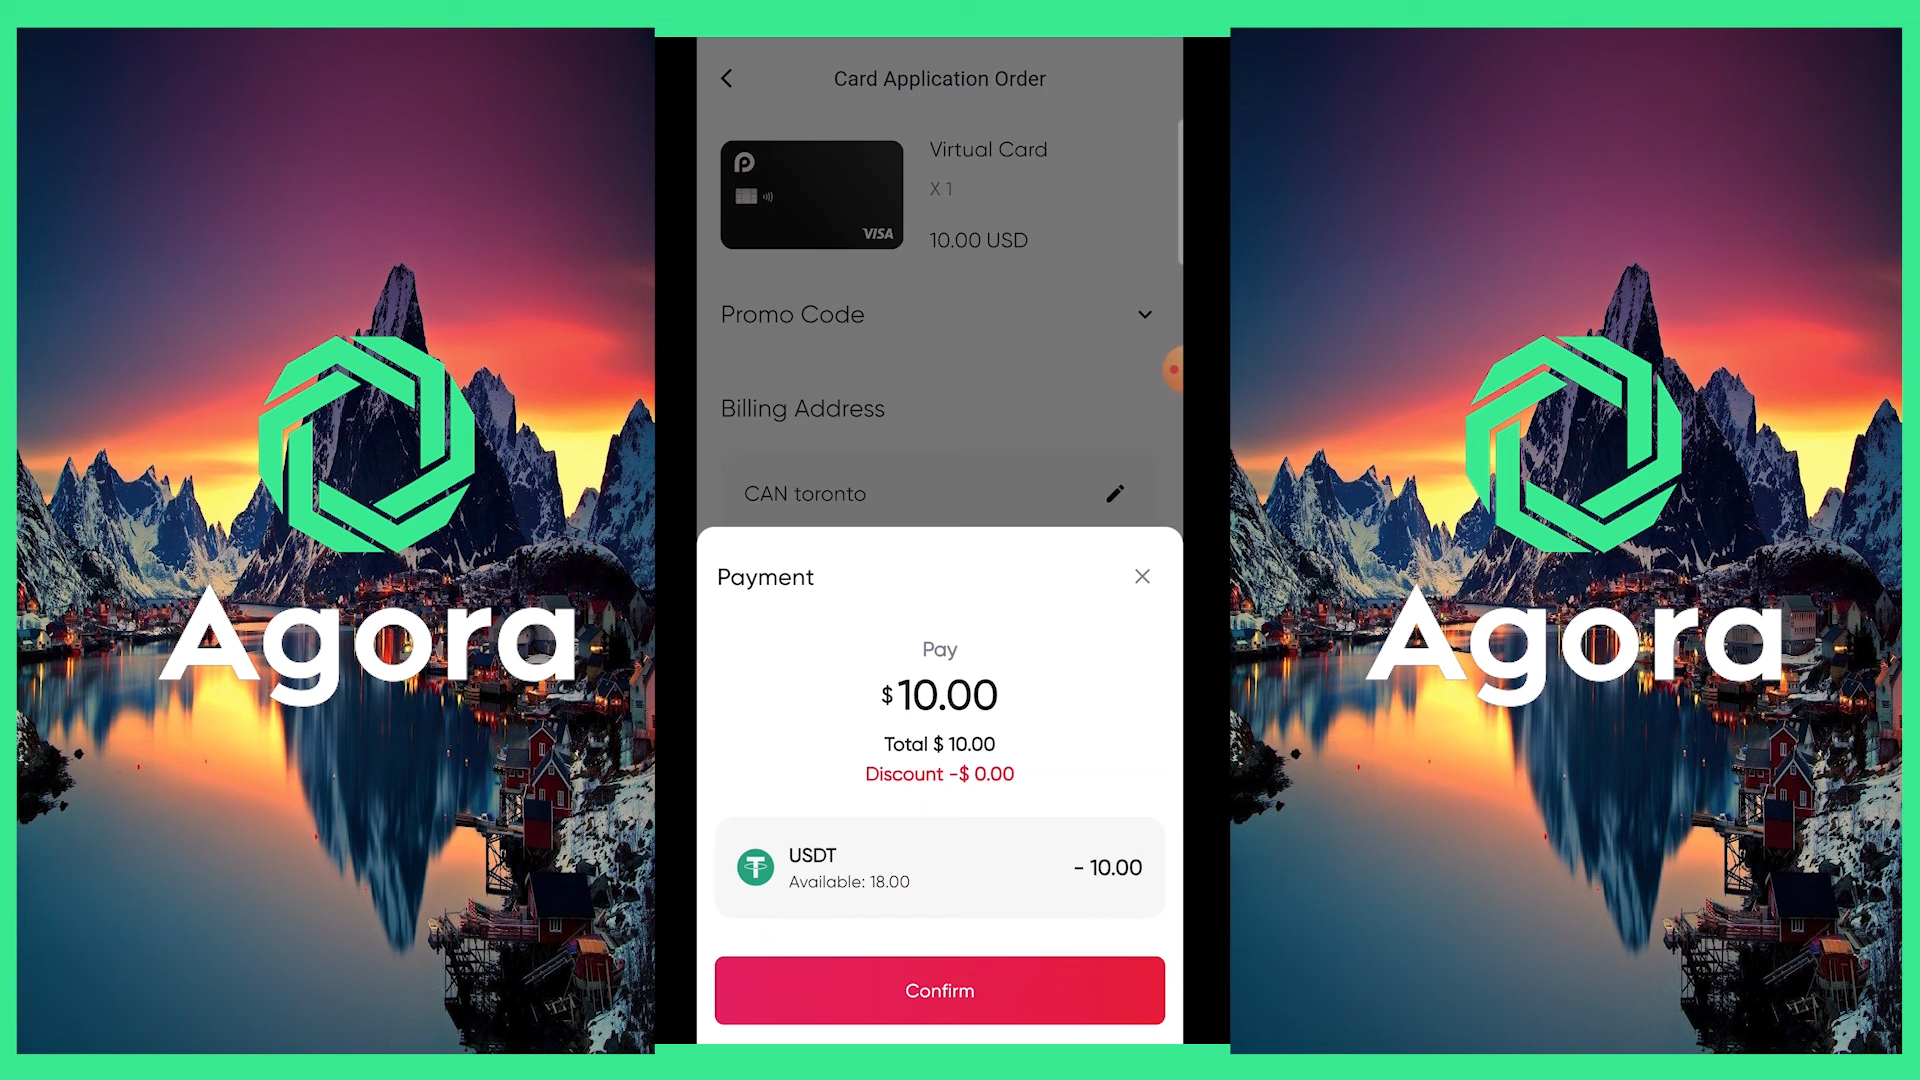 Agora
Card Application Order
Virtual Card
X 1
VISA
10.00 USD
Promo Code
Billing Address
CAN toronto
Payment
Pay
$ 10.00
Total $ 10.00
Discount -$ 0.00
USDT
Available: 18.00
- 10.00
Confirm
Agora